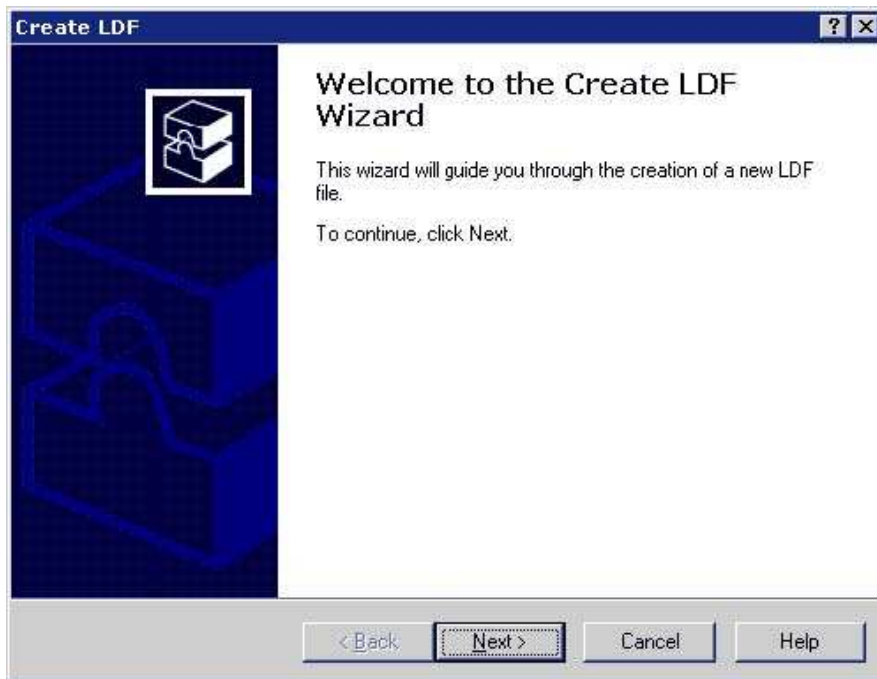 Create LDF
Welcome to the Create LDF
Wizard
This wizard will guide you through the creation of a new LDF
file.
To continue, click Next.
< Back Next > Cancel Help